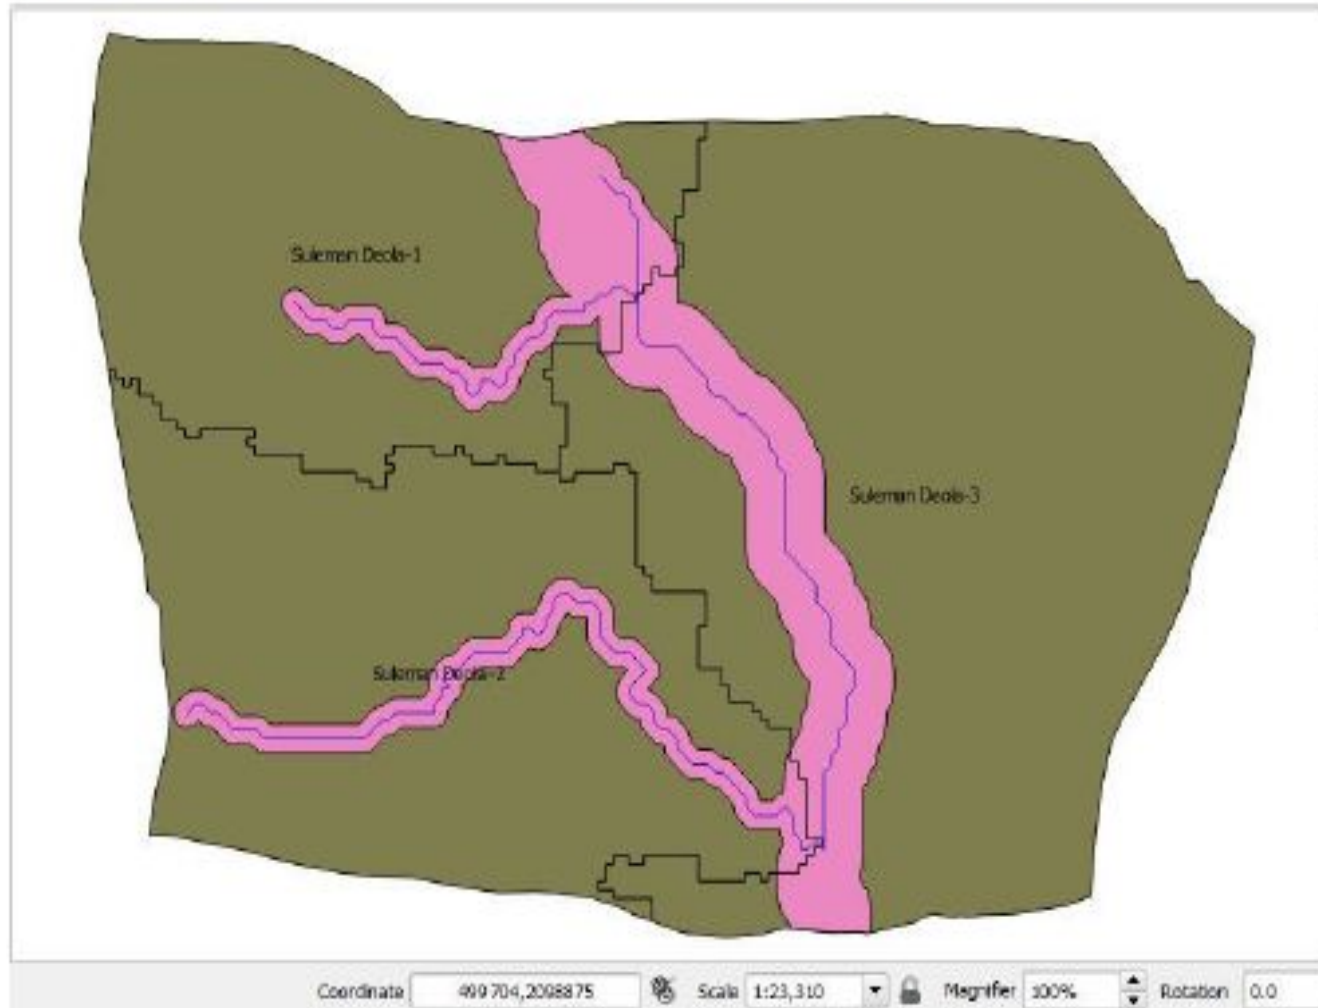 Suleman Deola-1
Suleman Deola-3
Suleman Deola-2
Coordinate 499704,2098875 Scale 1:23,310 Magnifier 100% Rotation 0.0